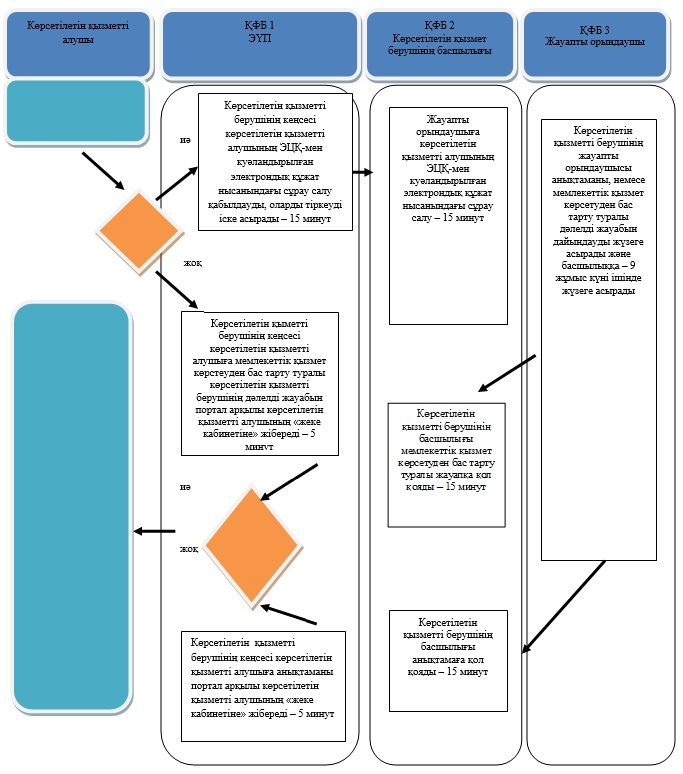 Көрсетілетін қызметті
алушы
ҚФБ 1
ЭҮП
ҚФБ 2
Көрсетілетін қызмет
берушінің басшылығы
ҚФБ 3
Жауапты орындаушы
Көрсетілетін қызметті
берушінің кеңсесі
көрсетілетін қызметті
алушының ЭЦҚ-мен
куәландырылған
электрондық құжат
нысанындағы сұрау салу
қабылдауды, оларды тіркеуді
іске асырады – 15 минут
иә
жоқ
Жауапты
орындаушыға
көрсетілетін
қызметті алушының
ЭЦҚ-мен
куәландырылған
электрондық құжат
нысанындағы сұрау
салу – 15 минут
Көрсетілетін
қызметті берушінің
жауапты
орындаушысы
анықтаманы, немесе
мемлекеттік қызмет
көрсетуден бас
тарту туралы
дәлелді жауабын
дайындауды жүзеге
асырады және
басшылыққа – 9
жұмыс күні ішінде
жүзеге асырады
Көрсетілетін қыметті
берушінің кеңсесі
көрсетілетін қызметті
алушыға мемлекеттік қызмет
көрстеуден бас тарту туралы
көрсетілетін қызметті
берушінің дәлелді жауабын
портал арқылы көрсетілетін
қызметті алушының «жеке
кабинетіне» жібереді – 5
минут
Көрсетілетін
қызметті берушінің
басшылығы
мемлекеттік қызмет
көрсетуден бас тарту
туралы жауапқа қол
қояды – 15 минут
иә
жоқ
Көрсетілетін
қызметті берушінің
басшылығы
анықтамаға қол
қояды – 15 минут
Көрсетілетін қызметті
берушінің кеңсесі көрсетілетін
қызметті алушыға анықтаманы
портал арқылы көрсетілетін
қызметті алушының «жеке
кабинетіне» жібереді – 5 минут